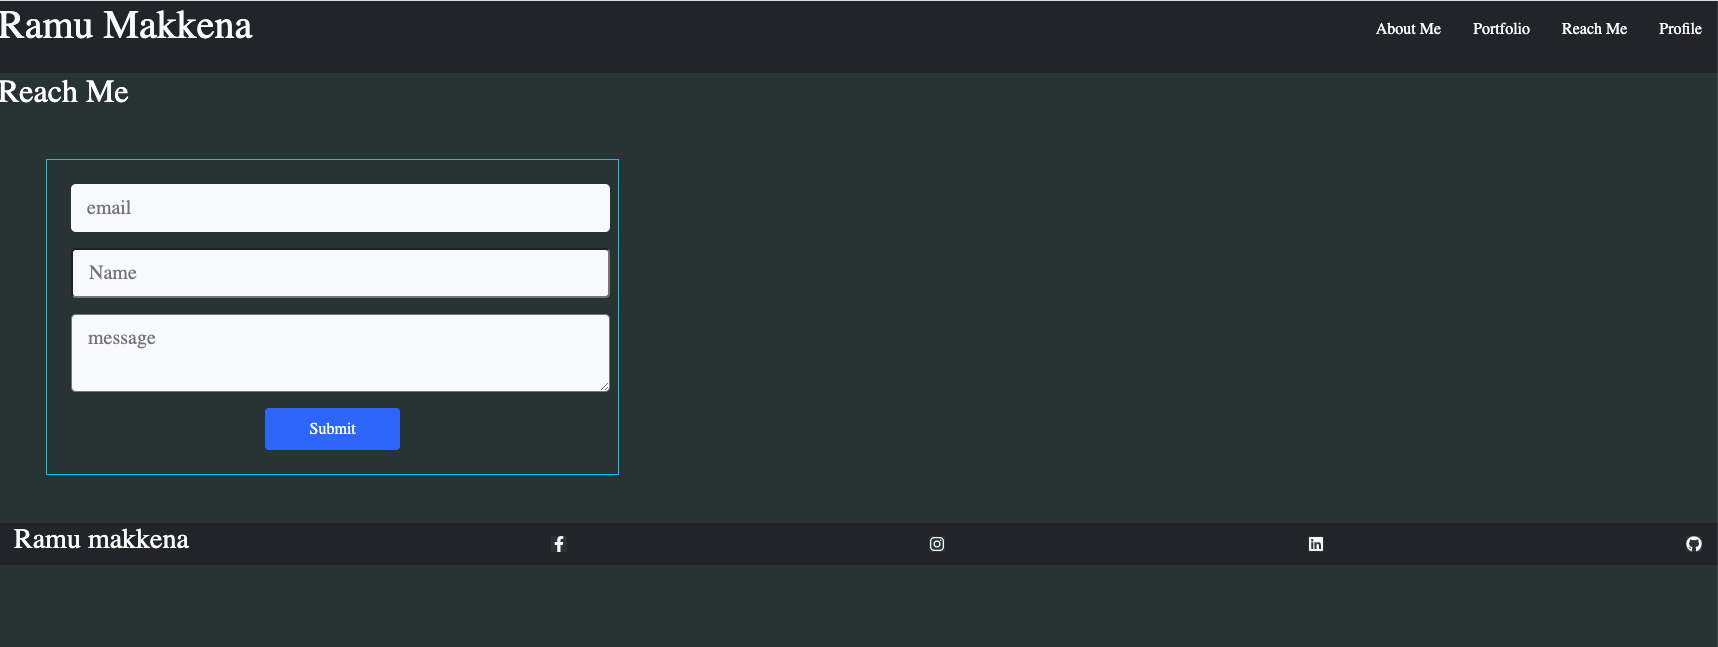 Ramu Makkena
About Me Portfolio Reach Me Profile
Reach Me
email
Name
message
Submit
Ramu makkena